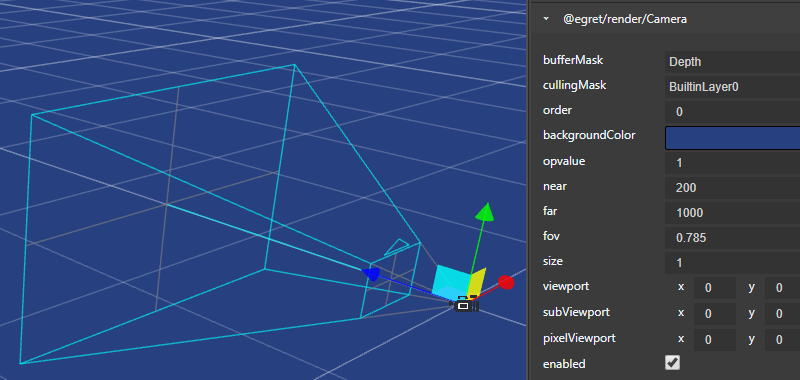 @egret/render/Camera
bufferMask Depth
cullingMask BuiltinLayer0
order 0
backgroundColor
opvalue 1
near 200
far 1000
fov 0.785
size 1
viewport x 0 y 0
subViewport x 0 y 0
pixelViewport x 0 y 0
enabled